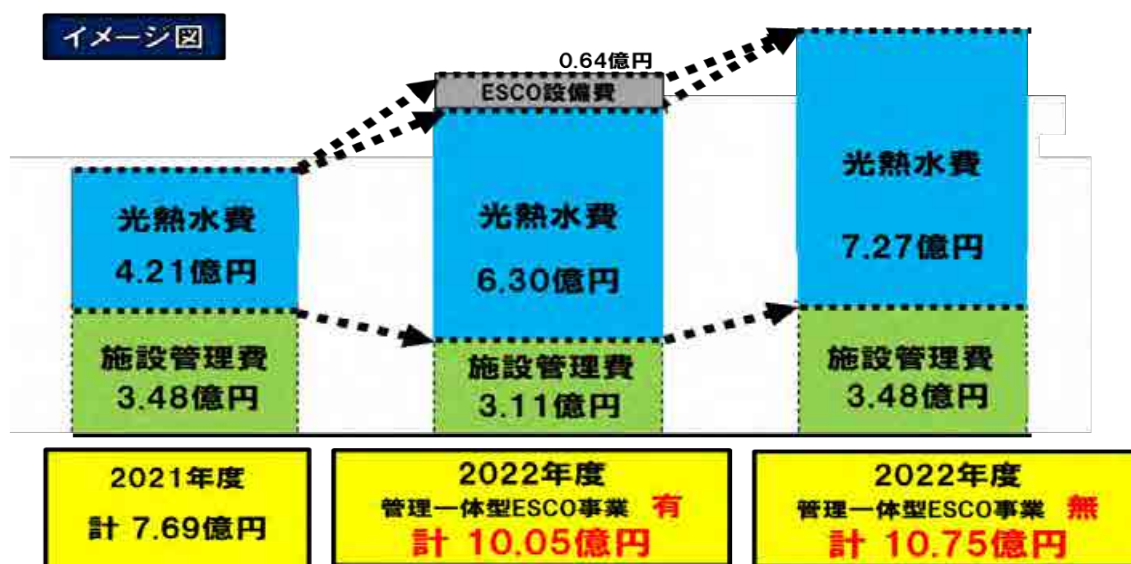 イメージ図
0.64億円
ESCO設備費
光熱水費
4.21億円
施設管理費
3.48億円
光熱水費
6.30億円
施設管理費
3.11億円
光熱水費
7.27億円
施設管理費
3.48億円
2021年度
計 7.69億円
2022年度
管理一体型ESCO事業 有
計 10.05億円
2022年度
管理一体型ESCO事業 無
計 10.75億円